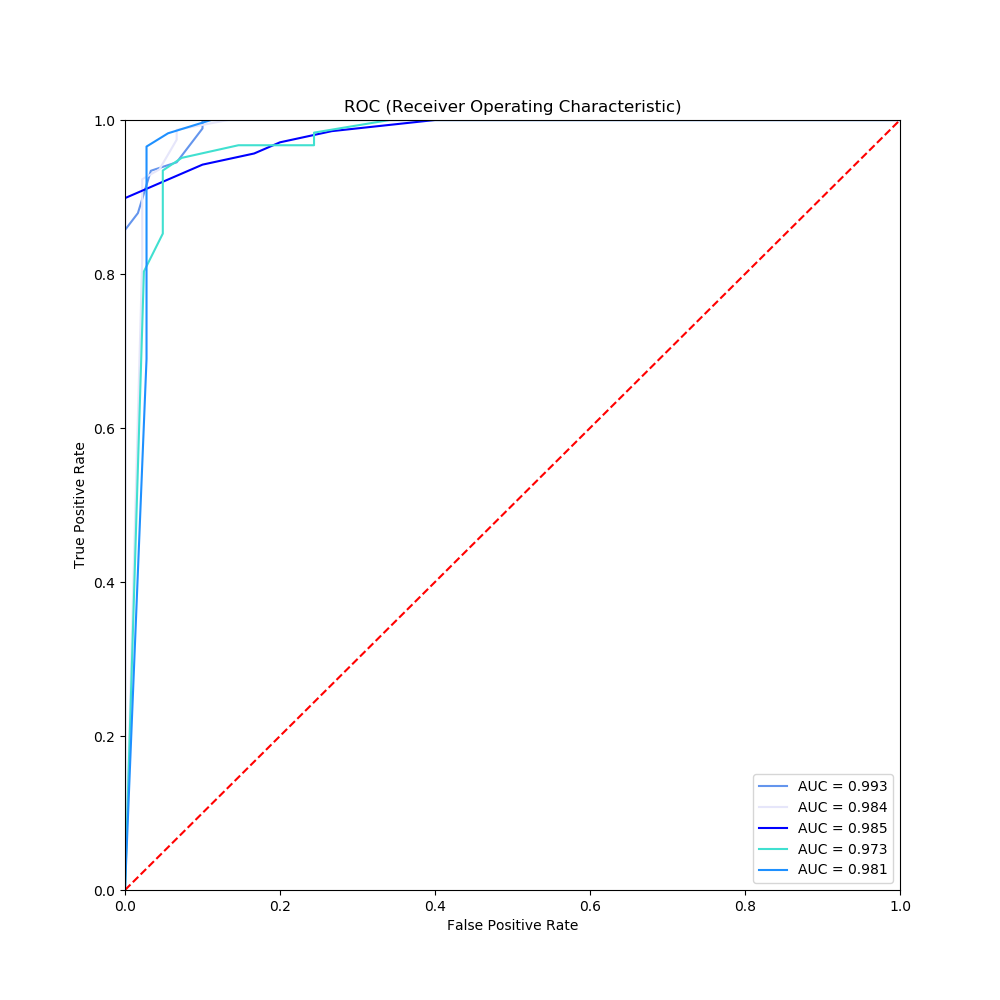 ROC (Receiver Operating Characteristic)
1.0
0.8
0.6
0.4
0.2
0.0
True Positive Rate
0.0 0.2 0.4 0.6 0.8 1.0
False Positive Rate
AUC = 0.993
AUC = 0.984
AUC = 0.985
AUC = 0.973
AUC = 0.981